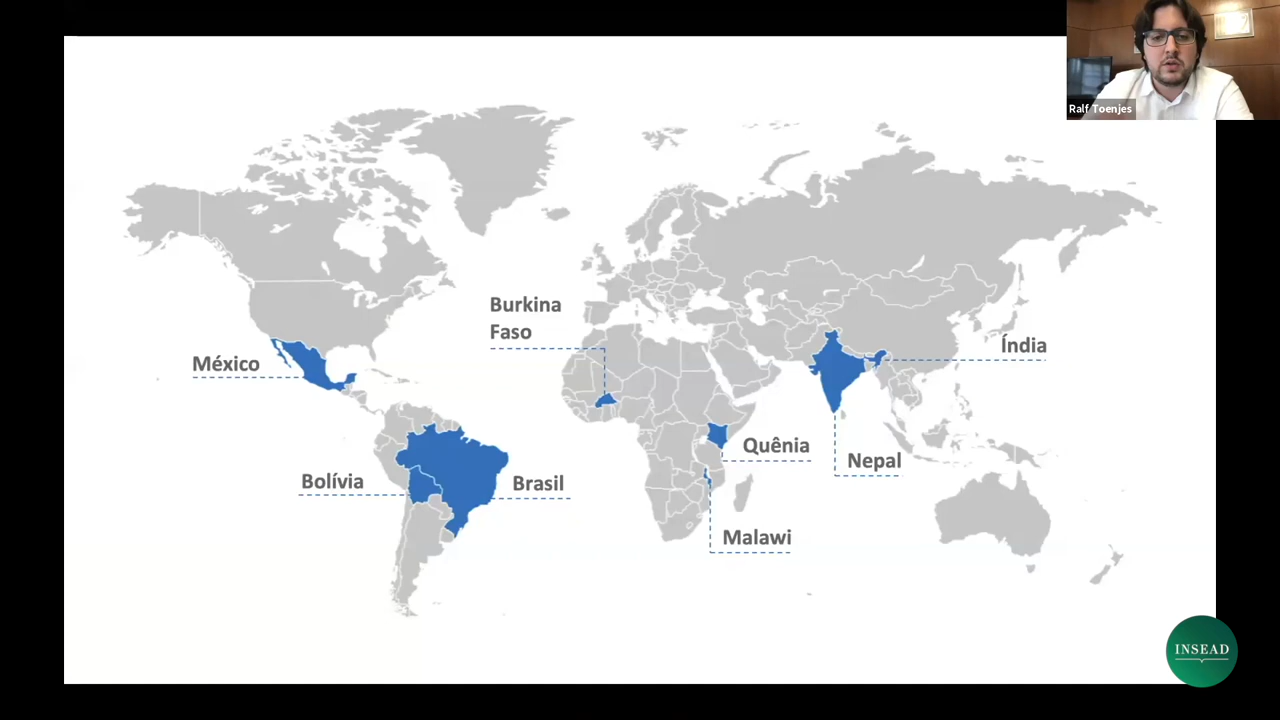 Ralf Toenjes
Burkina
Faso
Índia
México
Quênia
Nepal
Bolívia
Brasil
Malawi
INSEAD